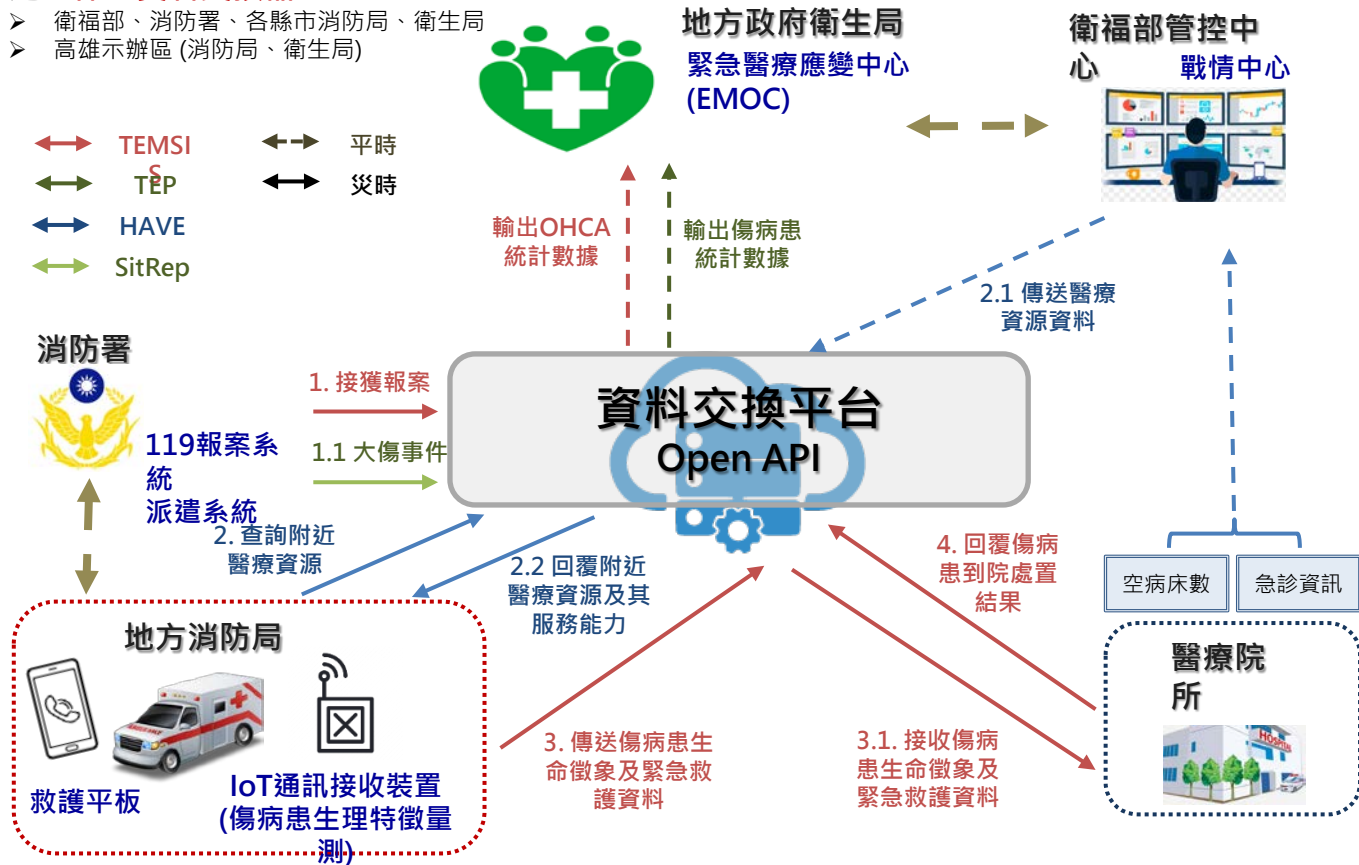 ➤ 衛福部、消防署、各縣市消防局、衛生局
➤ 高雄示辦區 (消防局、衛生局)
地方政府衛生局
緊急醫療應變中心
(EMOC)
衛福部管控中
心
戰情中心
TEMSI
S
TEP
HAVE
SitRep
平時
災時
輸出OHCA
統計數據
輸出傷病患
統計數據
2.1 傳送醫療
資源資料
消防署
119報案系
統
派遣系統
1. 接獲報案
1.1 大傷事件
資料交換平台
Open API
2. 查詢附近
醫療資源
2.2 回覆附近
醫療資源及其
服務能力
4. 回覆傷病
患到院處置
結果
空病床數
急診資訊
地方消防局
救護平板
IoT通訊接收裝置
(傷病患生理特徵量
測)
3. 傳送傷病患生
命徵象及緊急救
護資料
3.1. 接收傷病
患生命徵象及
緊急救護資料
醫療院
所
HOSPITAL